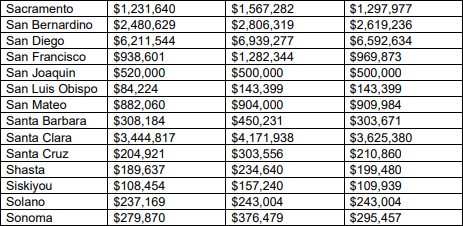 Sacramento $1,231,640 $1,567,282 $1,297,977
San Bernardino $2,480,629 $2,806,319 $2,619,236
San Diego $6,211,544 $6,939,277 $6,592,634
San Francisco $938,601 $1,282,344 $969,873
San Joaquin $520,000 $500,000 $500,000
San Luis Obispo $84,224 $143,399 $143,399
San Mateo $882,060 $904,000 $909,984
Santa Barbara $308,184 $450,231 $303,671
Santa Clara $3,444,817 $4,171,938 $3,625,380
Santa Cruz $204,921 $303,556 $210,860
Shasta $189,637 $234,640 $199,480
Siskiyou $108,454 $157,240 $109,939
Solano $237,169 $243,004 $243,004
Sonoma $279,870 $376,479 $295,457